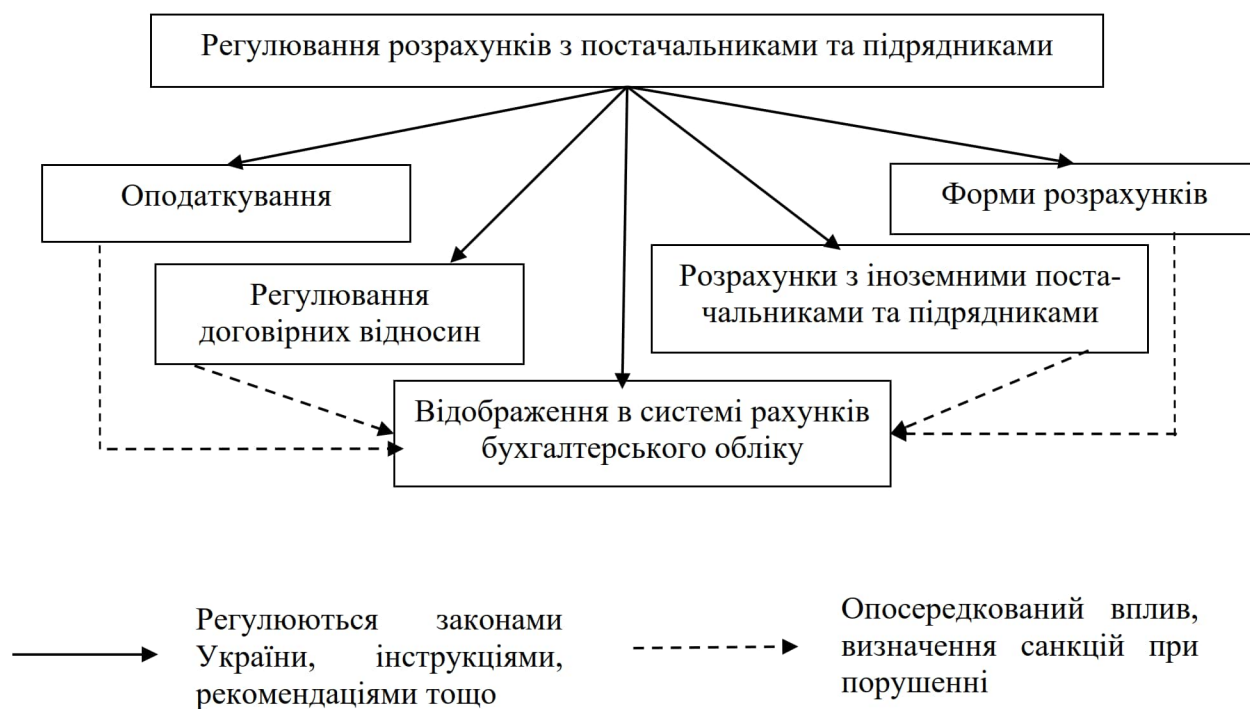 Регулювання розрахунків з постачальниками та підрядниками
Оподаткування
Форми розрахунків
Регулювання
договірних відносин
Розрахунки з іноземними поста-
чальниками та підрядниками
Відображення в системі рахунків
бухгалтерського обліку
Регулюються законами
України, інструкціями,
рекомендаціями тощо
Опосередкований вплив,
визначення санкцій при
порушенні